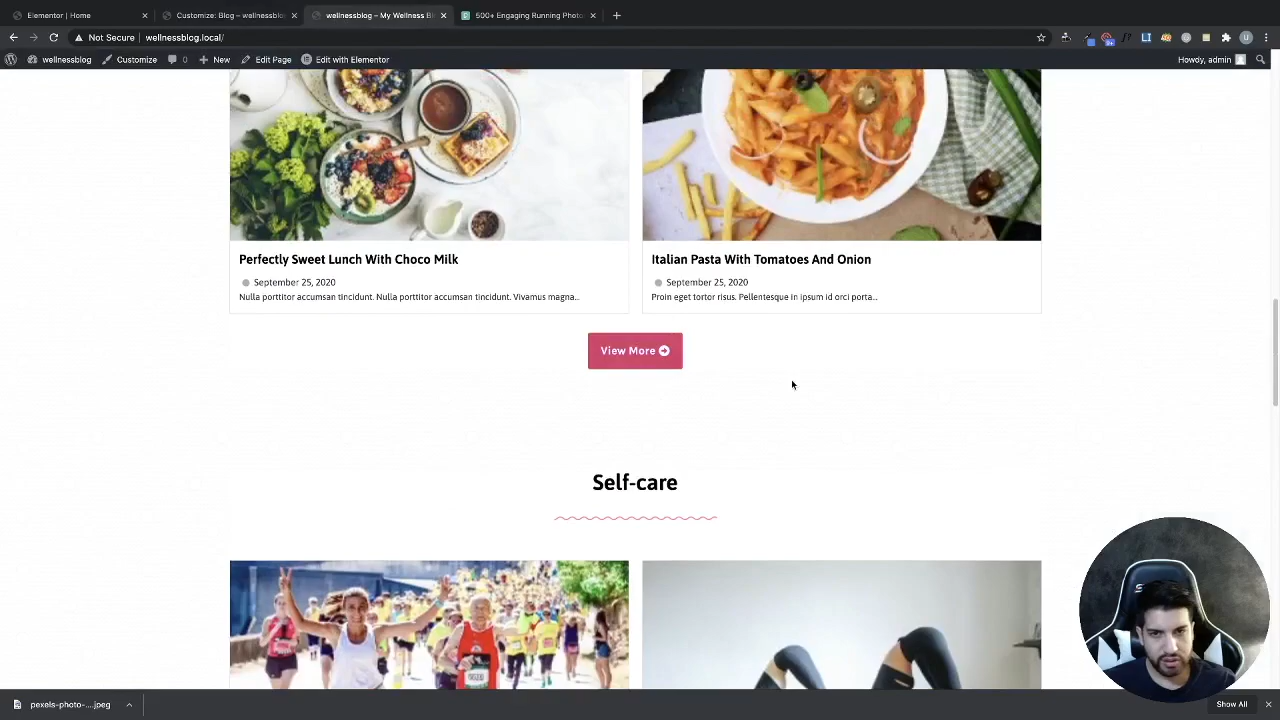 Elementor | Home
Customize: Blog – wellnessblo
wellnessblog – My Wellness B
500+ Engaging Running Photo
Not Secure | wellnessblog.local/
wellnessblog
Customize
0
New
Edit Page
Edit with Elementor
Howdy, admin
Perfectly Sweet Lunch With Choco Milk
September 25, 2020
Nulla porttitor accumsan tincidunt. Nulla porttitor accumsan tincidunt. Vivamus magna...
Italian Pasta With Tomatoes And Onion
September 25, 2020
Proin eget tortor risus. Pellentesque in ipsum id orci porta...
View More
Self-care
pexels-photo-....jpeg
Show All